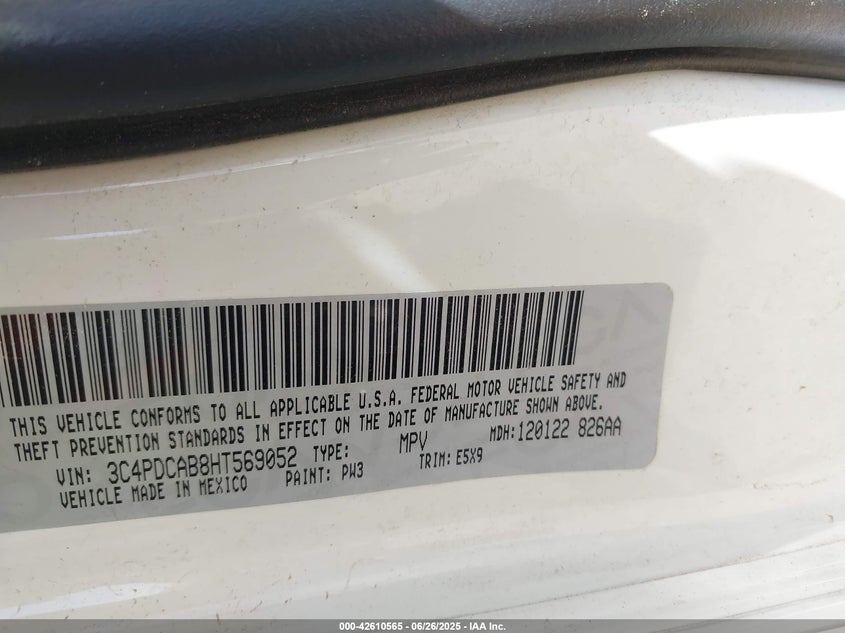 THIS VEHICLE CONFORMS TO ALL APPLICABLE U.S.A. FEDERAL MOTOR VEHICLE SAFETY AND
THEFT PREVENTION STANDARDS IN EFFECT ON THE DATE OF MANUFACTURE SHOWN ABOVE.
VIN: 3C4PDCAB8HT569052 TYPE: MPV MDH:120122 826AA
VEHICLE MADE IN MEXICO PAINT: PW3 TRIM: E5X9
000-42610565 - 06/26/2025 - IAA Inc.